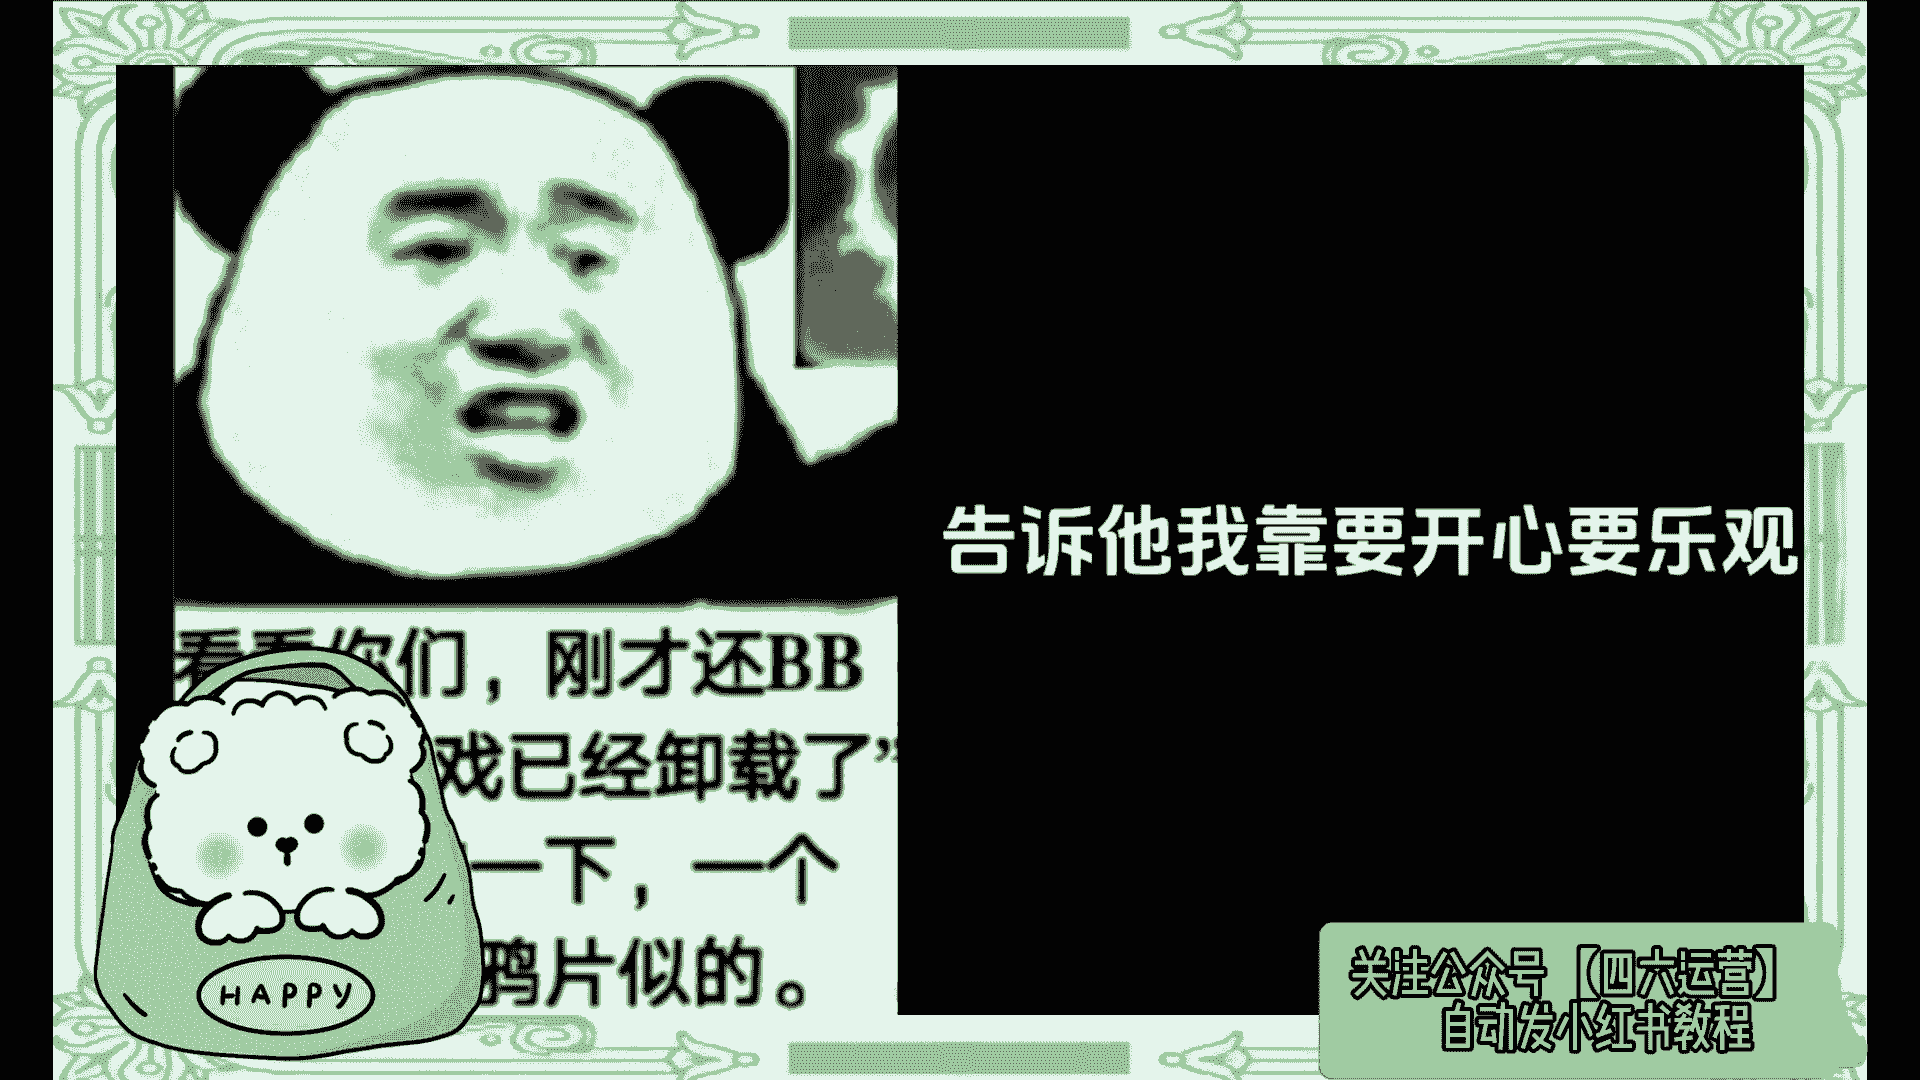 看看你们，刚才还BB
戏已经卸载了”
一下，一个
鸦片似的。
HAPPY
告诉他我靠要开心要乐观
关注公众号【四六运营】
自动发小红书教程